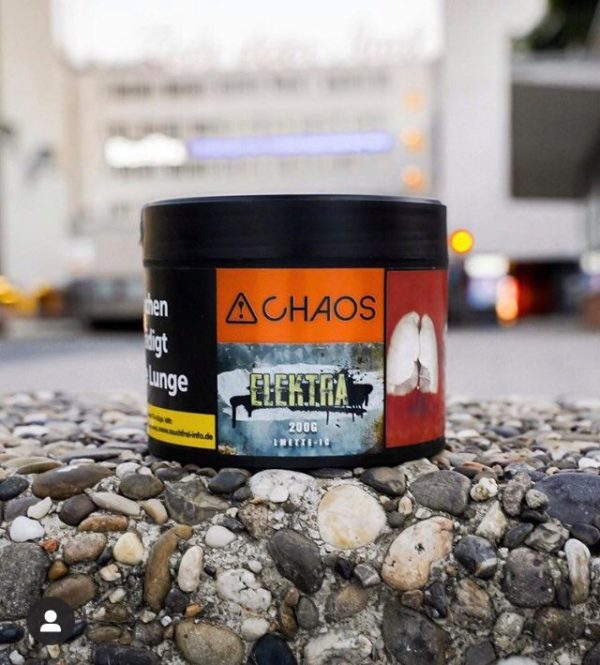 CHAOS
ELEKTRA
200G
chen
digt
Lunge
www.rauchfrei-info.de